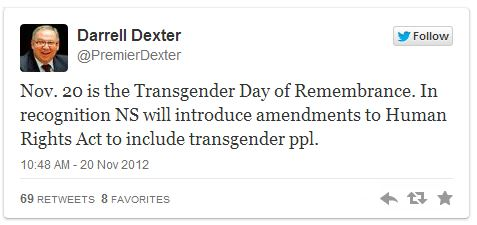 Darrell Dexter
@PremierDexter
Follow
Nov. 20 is the Transgender Day of Remembrance. In
recognition NS will introduce amendments to Human
Rights Act to include transgender ppl.
10:48 AM - 20 Nov 2012
69 RETWEETS 8 FAVORITES